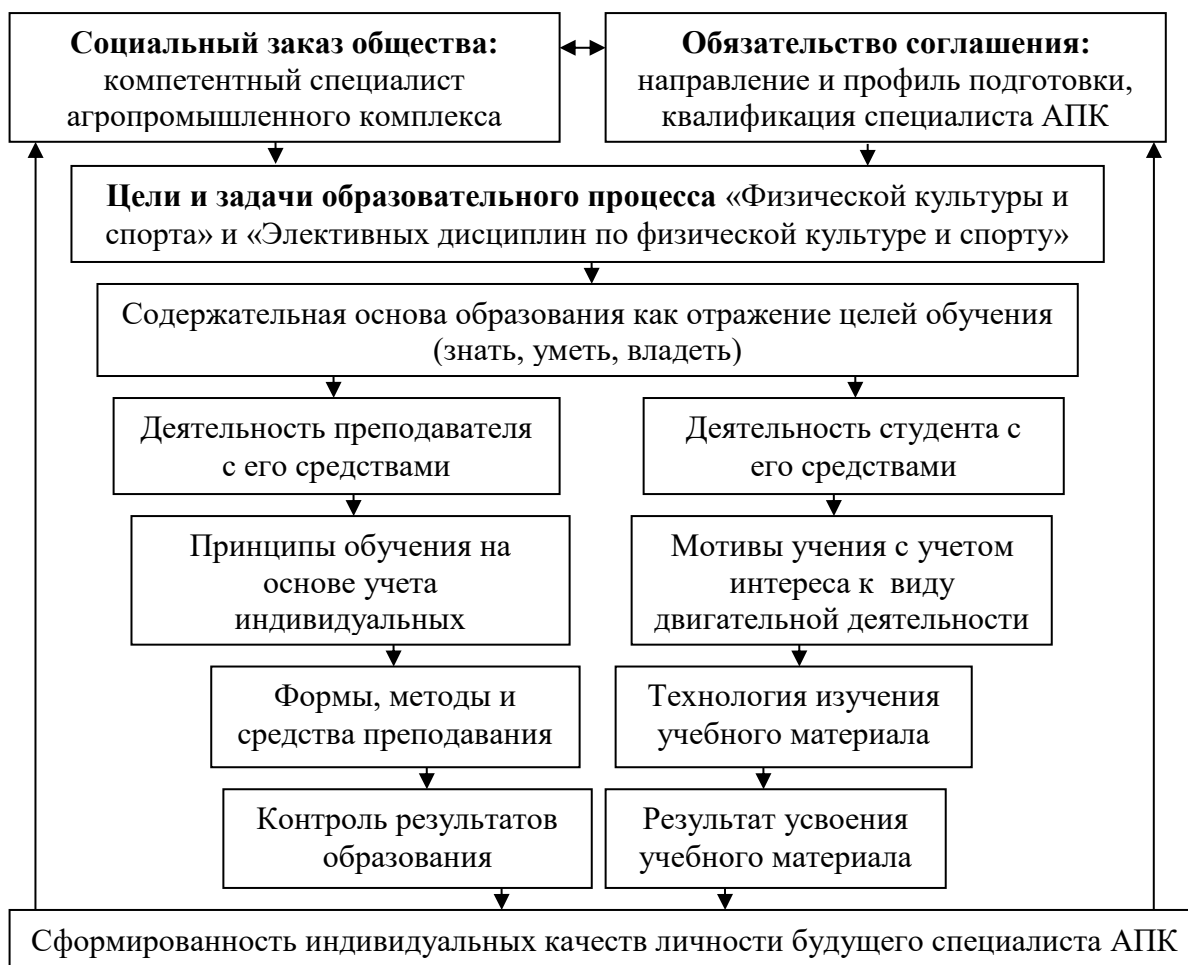 Социальный заказ общества:
компетентный специалист
агропромышленного комплекса
Обязательство соглашения:
направление и профиль подготовки,
квалификация специалиста АПК
Цели и задачи образовательного процесса «Физической культуры и
спорта» и «Элективных дисциплин по физической культуре и спорту»
Содержательная основа образования как отражение целей обучения
(знать, уметь, владеть)
Деятельность преподавателя
с его средствами
Деятельность студента с
его средствами
Принципы обучения на
основе учета
индивидуальных
Мотивы учения с учетом
интереса к виду
двигательной деятельности
Формы, методы и
средства преподавания
Технология изучения
учебного материала
Контроль результатов
образования
Результат усвоения
учебного материала
Сформированность индивидуальных качеств личности будущего специалиста АПК